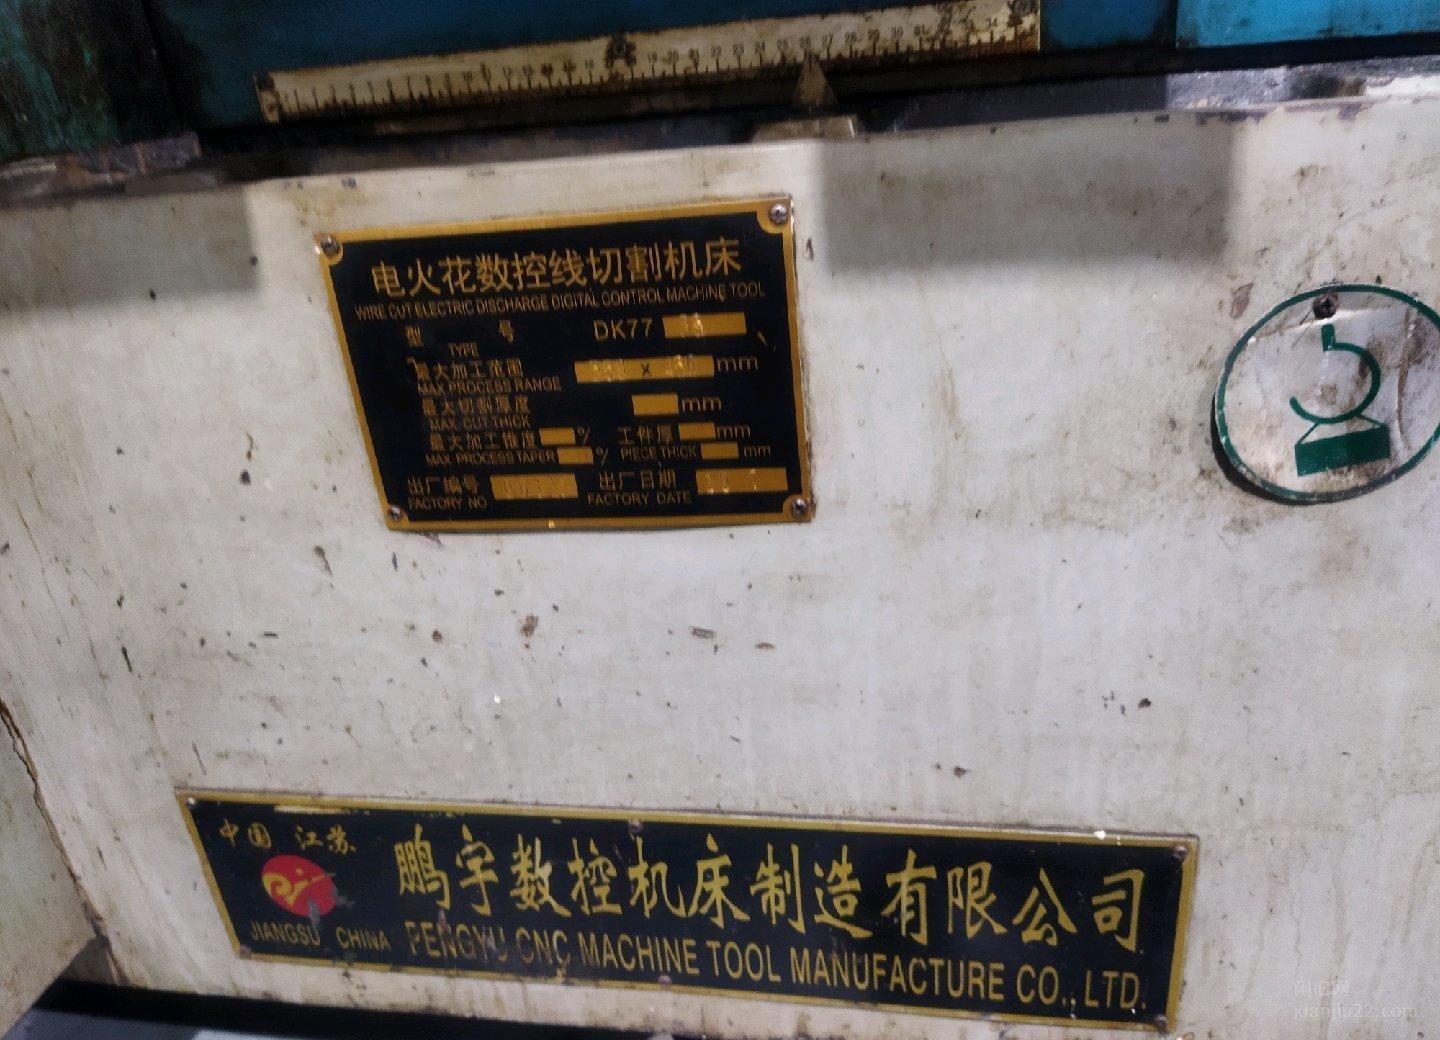 电火花数控线切割机床
WIRE CUT ELECTRIC DISCHARGE DIGITAL CONTROL MACHINE TOOL
型 号 DK77
TYPE
最大加工范围 x mm
MAX.PROCESS RANGE
最大切割厚度 mm
MAX. CUT.THICK
最大加工锥度 % 工件厚 mm
MAX. PROCESS TAPER % PIECE THICK mm
出厂编号 出厂日期
FACTORY NO FACTORY DATE
中国 江苏
鹏宇数控机床制造有限公司
JIANGSU CHINA PENGYU CNC MACHINE TOOL MANUFACTURE CO., LTD.
闲旧网
xianjiu22.com